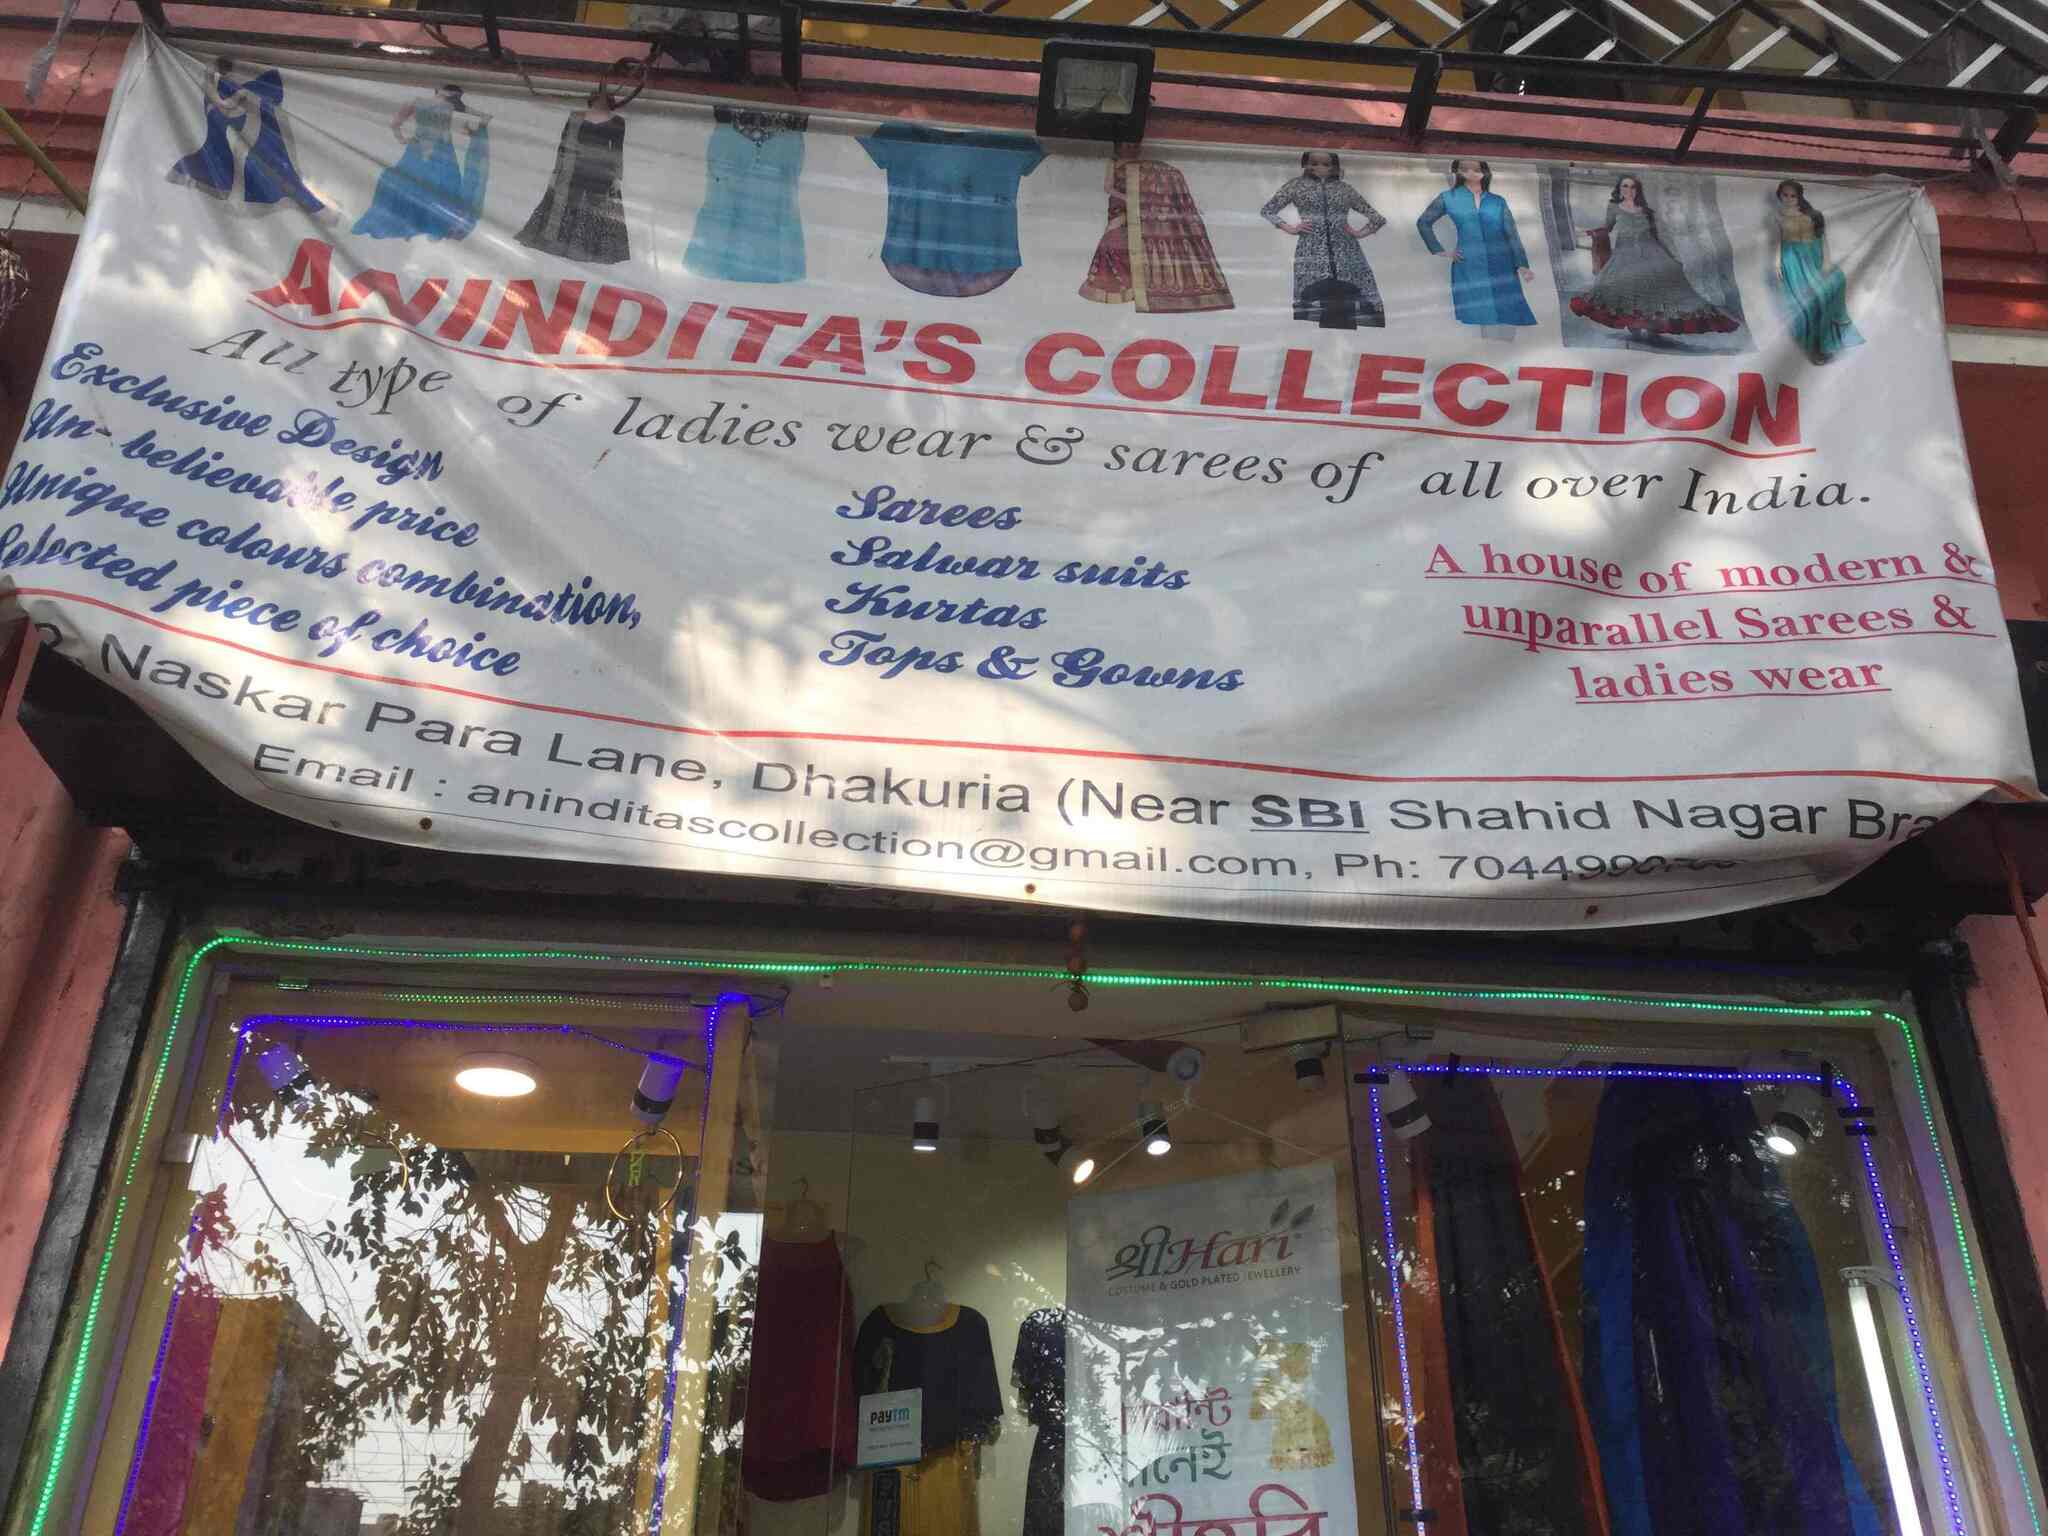 ANINDITA'S COLLECTION
All type of ladies wear & sarees of all over India.
Exclusive Design
Un- believable price
Unique colours combination,
Selected piece of choice
Sarees
Salwar suits
Kurtas
Tops & Gowns
A house of modern &
unparallel Sarees &
ladies wear
Naskar Para Lane, Dhakuria (Near SBI Shahid Nagar Bra
Email : aninditascollection@gmail.com, Ph:
श्रीHari
COSTUME & GOLD PLATED JEWELLERY
paytm